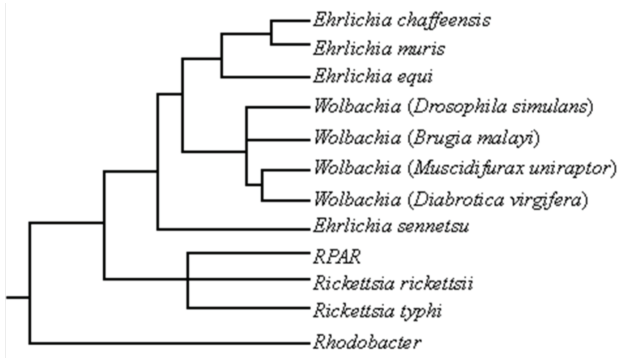 Ehrlichia chaffeensis
Ehrlichia muris
Ehrlichia equi
Wolbachia (Drosophila simulans)
Wolbachia (Brugia malayi)
Wolbachia (Muscidifurax uniraptor)
Wolbachia (Diabrotica virgifera)
Ehrlichia sennetsu
RPAR
Rickettsia rickettsii
Rickettsia typhi
Rhodobacter